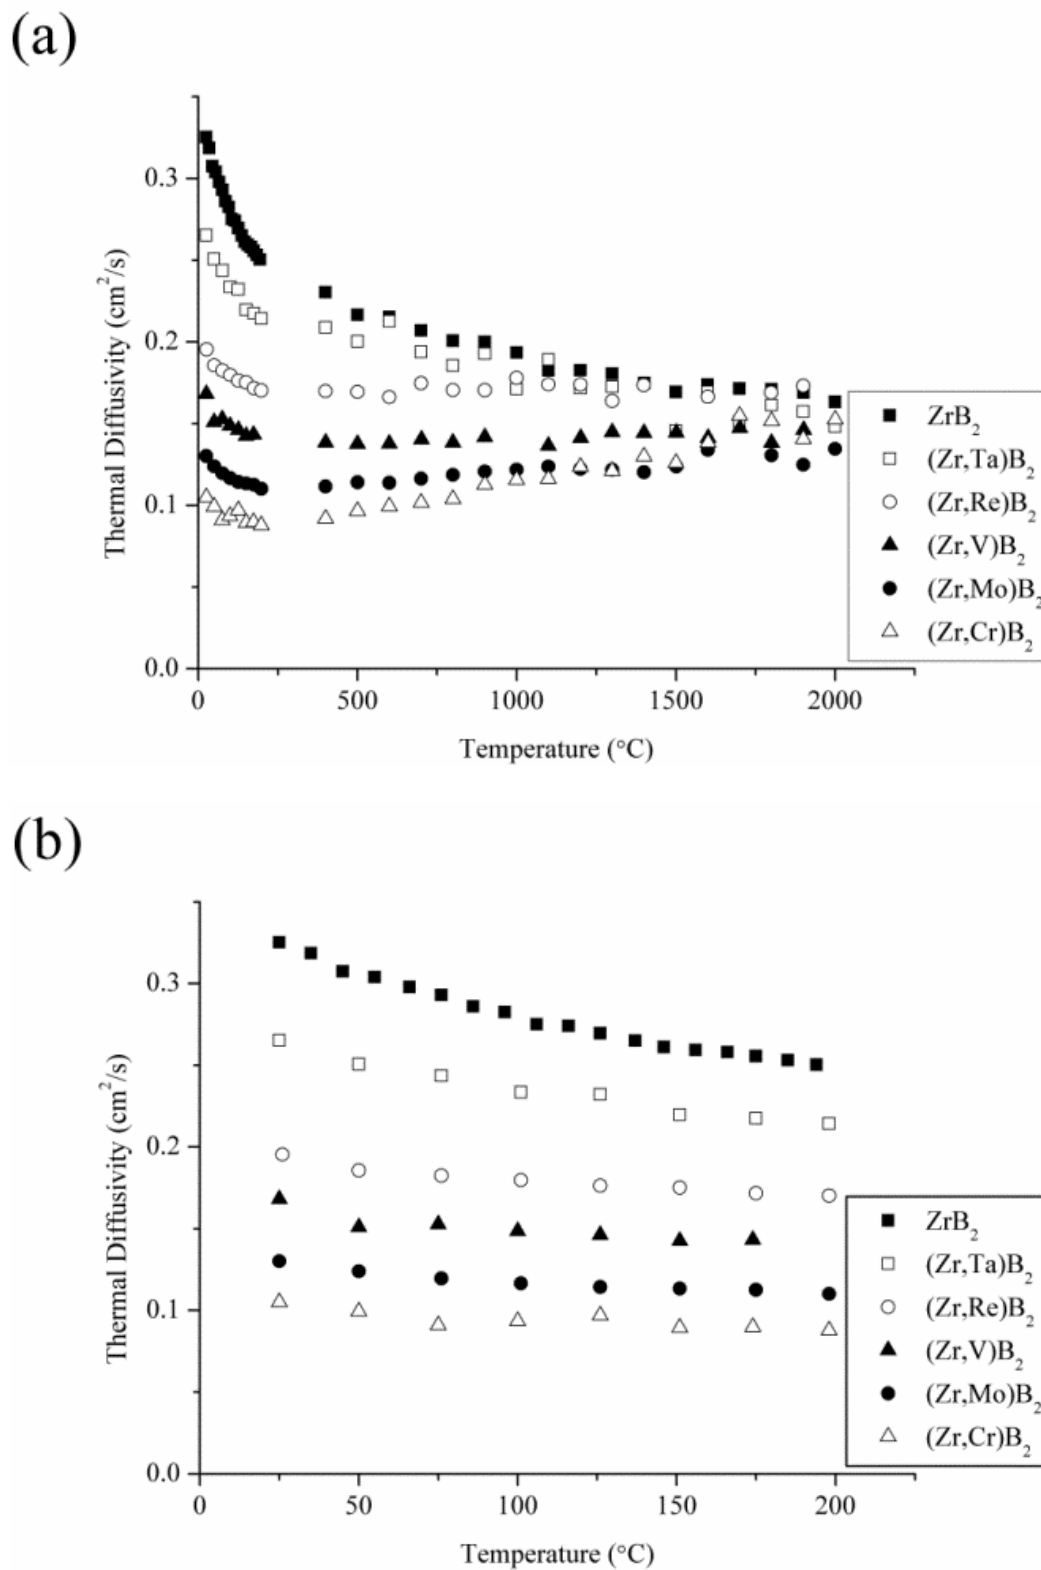 (a)
0.3
0.2
0.1
0.0
Thermal Diffusivity (cm²/s)
0 500 1000 1500 2000
Temperature (°C)
ZrB₂
(Zr,Ta)B₂
(Zr,Re)B₂
(Zr,V)B₂
(Zr,Mo)B₂
(Zr,Cr)B₂
(b)
0.3
0.2
0.1
0.0
Thermal Diffusivity (cm²/s)
0 50 100 150 200
Temperature (°C)
ZrB₂
(Zr,Ta)B₂
(Zr,Re)B₂
(Zr,V)B₂
(Zr,Mo)B₂
(Zr,Cr)B₂